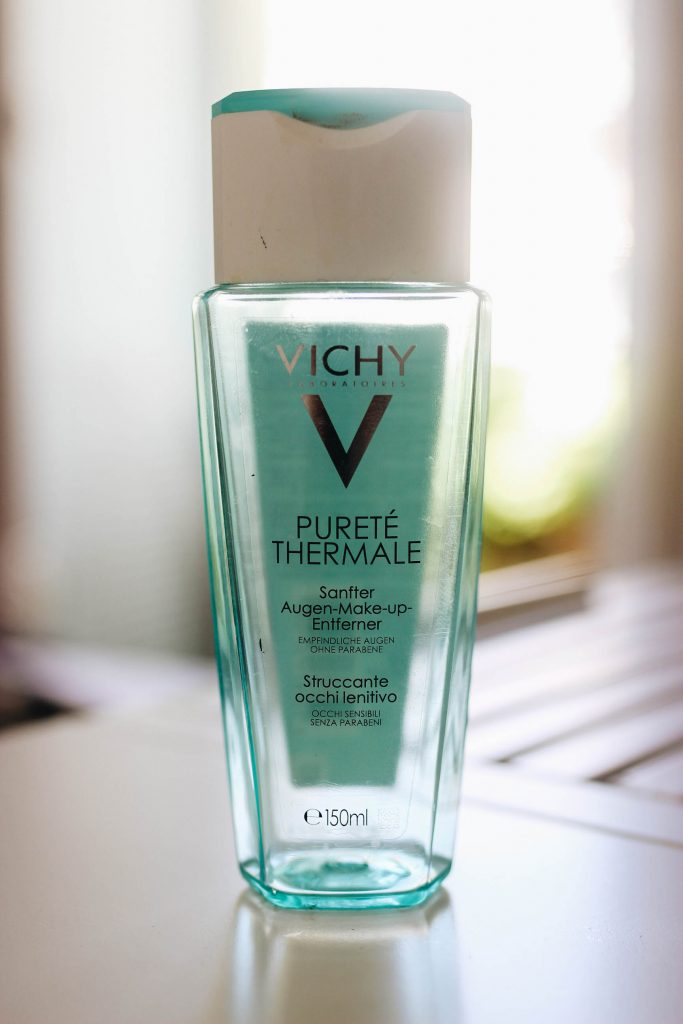 VICHY
LABORATOIRES
V
PURETÉ
THERMALE
Sanfter
Augen-Make-up-
Entferner
EMPFINDLICHE AUGEN
OHNE PARABENE
Struccante
occhi lenitivo
OCCHI SENSIBILI
SENZA PARABENI
℮150ml